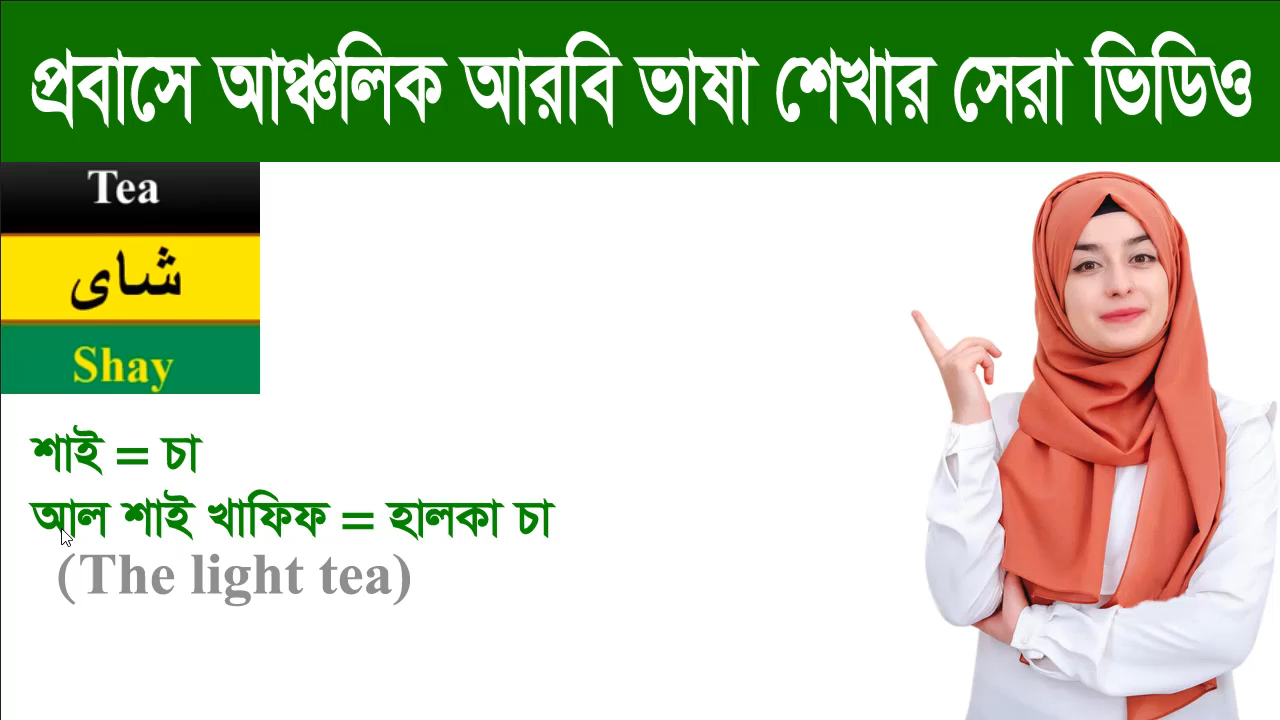 প্রবাসে আঞ্চলিক আরবি ভাষা শেখার সেরা ভিডিও
Tea
شاى
Shay
শাই = চা
আল শাই খাফিফ = হালকা চা
(The light tea)